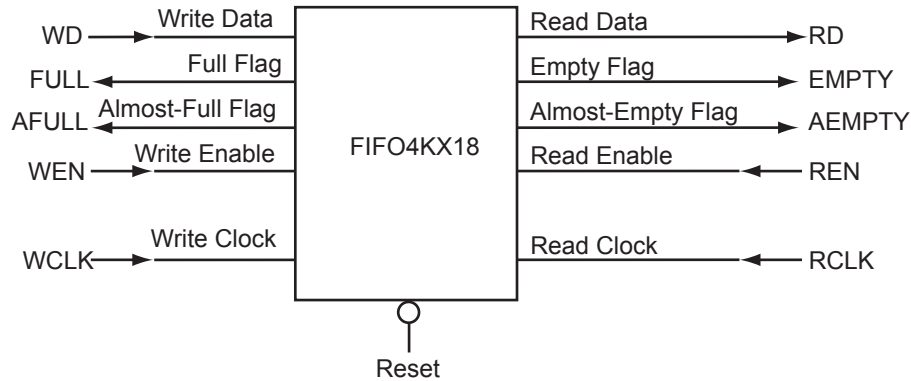 WD Write Data Read Data RD
FULL Full Flag Empty Flag EMPTY
AFULL Almost-Full Flag Almost-Empty Flag AEMPTY
FIFO4KX18
WEN Write Enable Read Enable REN
WCLK Write Clock Read Clock RCLK
Reset